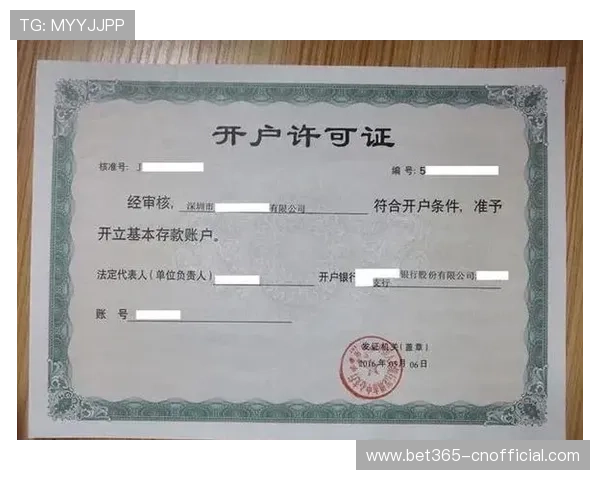 TG: MYYJJPP
开户许可证
核准号: J
编号: 5
经审核, 深圳市 有限公司 符合开户条件, 准予
开立基本存款账户。
法定代表人(单位负责人) 开户银行 银行股份有限公司
支行
账 号
发证机关(盖章)
2016年05月06日
www.bet365-cnofficial.com